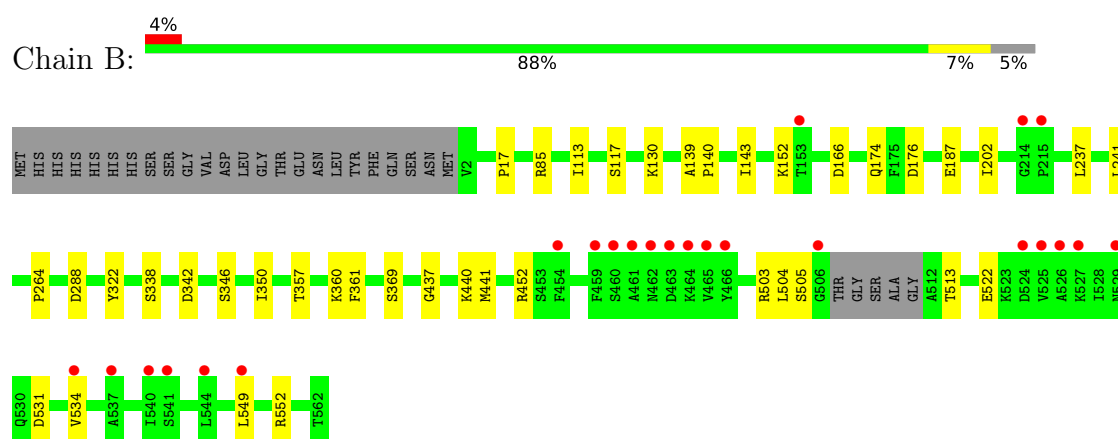 4%
Chain B:
88% 7% 5%
MET HIS HIS HIS HIS HIS HIS SER SER GLY VAL ASP LEU GLY THR GLU ASN LEU TYR PHE GLN SER SER ASN MET V2 P17 R85 I113 S117 K130 A139 P140 I143 K152 T153 D166 Q174 F175 D176 E187 I202 G214 P215 L237 L241
P264 D288 Y322 S338 D342 S346 I350 T357 K360 F361 S369 G437 K440 M441 R452 S453 F454 F459 S460 A461 N462 D463 K464 V465 Y466 R503 L504 S505 G506 THR GLY SER ALA GLY A512 T513 E522 K523 D524 V525 A526 K527 I528 N529
Q530 D531 V534 A537 I540 S541 L544 L549 R552 T562